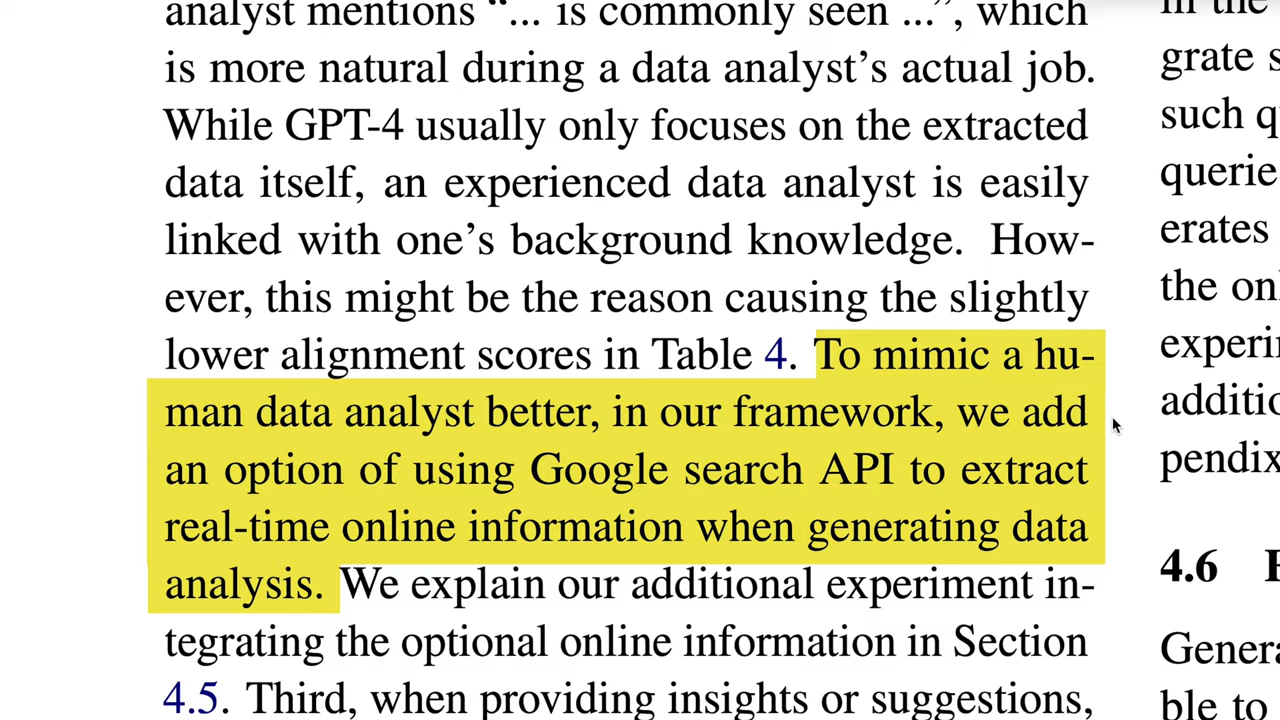 analyst mentions “... is commonly seen ...”, which
is more natural during a data analyst’s actual job.
While GPT-4 usually only focuses on the extracted
data itself, an experienced data analyst is easily
linked with one’s background knowledge. How-
ever, this might be the reason causing the slightly
lower alignment scores in Table 4. To mimic a hu-
man data analyst better, in our framework, we add
an option of using Google search API to extract
real-time online information when generating data
analysis. We explain our additional experiment in-
tegrating the optional online information in Section
4.5. Third, when providing insights or suggestions,
in the
grate s
such q
querie
erates
the on
experi
additio
pendix
4.6
Genera
ble to